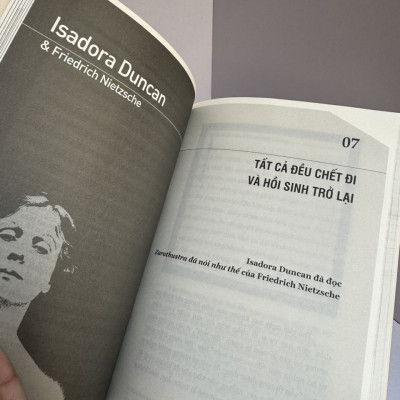 Isadora Duncan
& Friedrich Nietzsche
07
TẤT CẢ ĐỀU CHẾT ĐI
VÀ HỒI SINH TRỞ LẠI
Isadora Duncan đã đọc
Zarathustra đã nói như thế của Friedrich Nietzsche